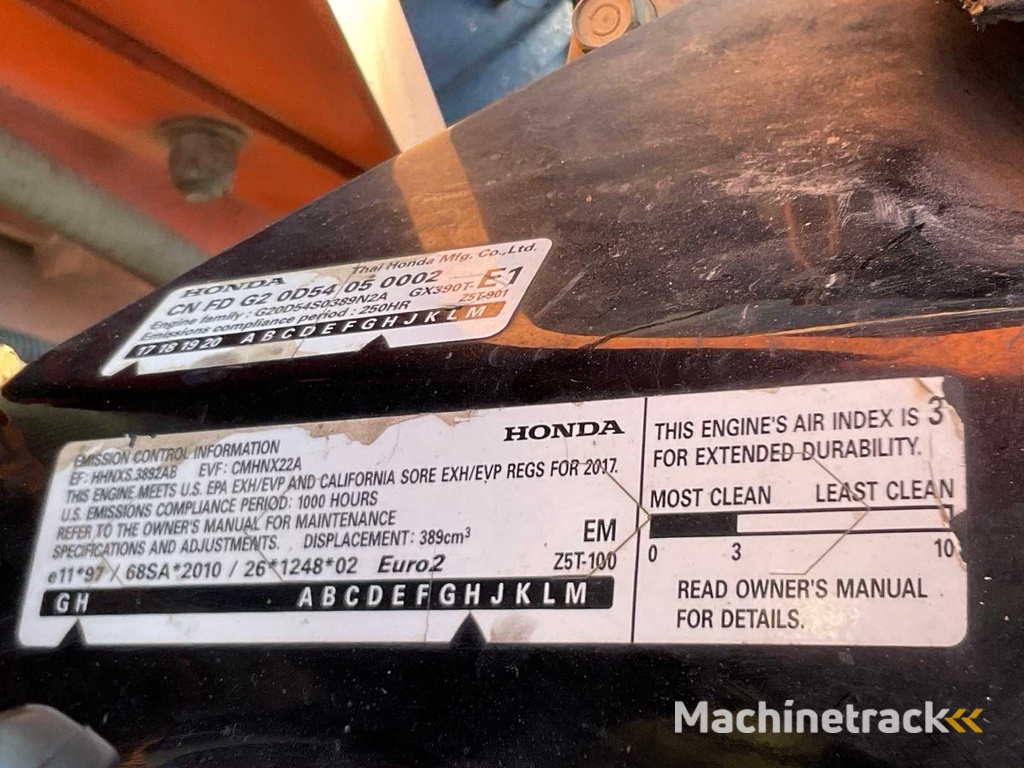 HONDA
Thai Honda Mfg. Co.,Ltd.
CN FD G2 0D54 05 0002
GX390T-E1
Engine family : G20D54S0389N2A
Emissions compliance period : 250HR
Z5T-901
17 18 19 20 A B C D E F G H J K L M
EMISSION CONTROL INFORMATION
HONDA
EF: HHNXS.3892AB EVF: CMHNX22A
THIS ENGINE MEETS U.S. EPA EXH/EVP AND CALIFORNIA SORE EXH/EVP REGS FOR 2017.
U.S. EMISSIONS COMPLIANCE PERIOD: 1000 HOURS
REFER TO THE OWNER'S MANUAL FOR MAINTENANCE
SPECIFICATIONS AND ADJUSTMENTS. DISPLACEMENT: 389cm³
EM
e11*97 / 68SA*2010 / 26*1248*02 Euro2
Z5T-100
G H A B C D E F G H J K L M
THIS ENGINE'S AIR INDEX IS 3
FOR EXTENDED DURABILITY.
MOST CLEAN LEAST CLEAN
0 3 10
READ OWNER'S MANUAL
FOR DETAILS.
Machinetrack